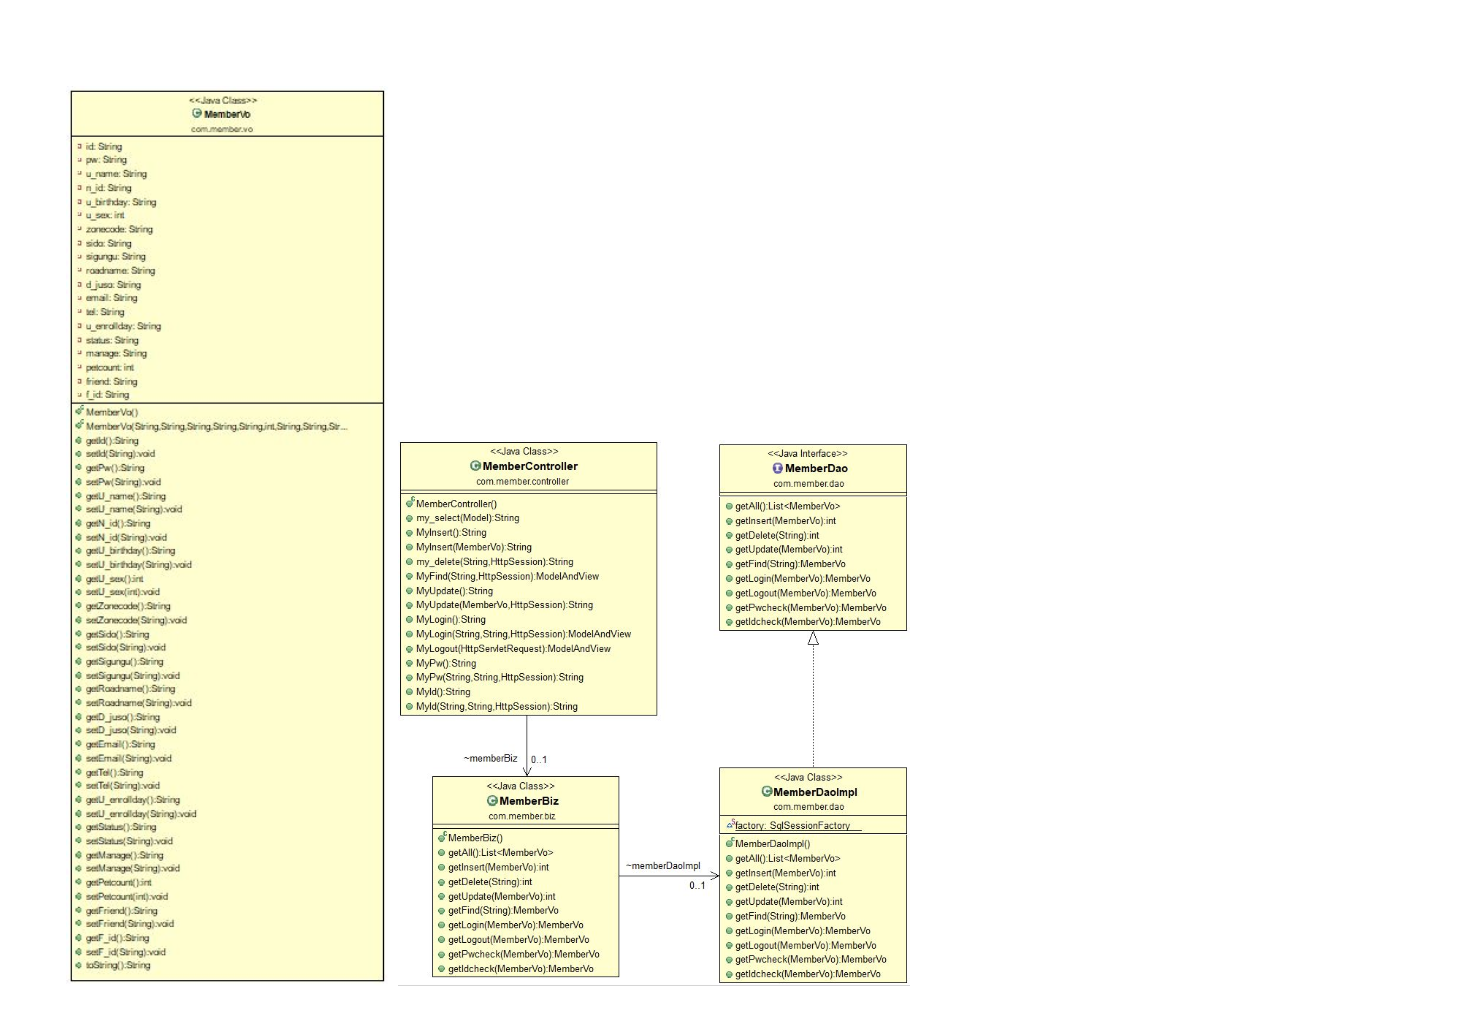 <<Java Class>>
MemberVo
com.member.vo
id: String
pw: String
u_name: String
n_id: String
u_birthday: String
u_sex: int
zonecode: String
sido: String
sigungu: String
roadname: String
d_juso: String
email: String
tel: String
u_enrollday: String
status: String
manage: String
petcount: int
friend: String
f_id: String
MemberVo()
MemberVo(String,String,String,String,String,int,String,String,Str...
getId():String
setId(String):void
getPw():String
setPw(String):void
getU_name():String
setU_name(String):void
getN_id():String
setN_id(String):void
getU_birthday():String
setU_birthday(String):void
getU_sex():int
setU_sex(int):void
getZonecode():String
setZonecode(String):void
getSido():String
setSido(String):void
getSigungu():String
setSigungu(String):void
getRoadname():String
setRoadname(String):void
getD_juso():String
setD_juso(String):void
getEmail():String
setEmail(String):void
getTel():String
setTel(String):void
getU_enrollday():String
setU_enrollday(String):void
getStatus():String
setStatus(String):void
getManage():String
setManage(String):void
getPetcount():int
setPetcount(int):void
getFriend():String
setFriend(String):void
getF_id():String
setF_id(String):void
toString():String
<<Java Class>>
MemberController
com.member.controller
MemberController()
my_select(Model):String
MyInsert():String
MyInsert(MemberVo):String
my_delete(String,HttpSession):String
MyFind(String,HttpSession):ModelAndView
MyUpdate():String
MyUpdate(MemberVo,HttpSession):String
MyLogin():String
MyLogin(String,String,HttpSession):ModelAndView
MyLogout(HttpServletRequest):ModelAndView
MyPw():String
MyPw(String,String,HttpSession):String
MyId():String
MyId(String,String,HttpSession):String
~memberBiz 0..1
<<Java Class>>
MemberBiz
com.member.biz
MemberBiz()
getAll():List<MemberVo>
getInsert(MemberVo):int
getDelete(String):int
getUpdate(MemberVo):int
getFind(String):MemberVo
getLogin(MemberVo):MemberVo
getLogout(MemberVo):MemberVo
getPwcheck(MemberVo):MemberVo
getIdcheck(MemberVo):MemberVo
~memberDaoImpl
0..1
<<Java Interface>>
MemberDao
com.member.dao
getAll():List<MemberVo>
getInsert(MemberVo):int
getDelete(String):int
getUpdate(MemberVo):int
getFind(String):MemberVo
getLogin(MemberVo):MemberVo
getLogout(MemberVo):MemberVo
getPwcheck(MemberVo):MemberVo
getIdcheck(MemberVo):MemberVo
<<Java Class>>
MemberDaoImpl
com.member.dao
factory: SqlSessionFactory
MemberDaoImpl()
getAll():List<MemberVo>
getInsert(MemberVo):int
getDelete(String):int
getUpdate(MemberVo):int
getFind(String):MemberVo
getLogin(MemberVo):MemberVo
getLogout(MemberVo):MemberVo
getPwcheck(MemberVo):MemberVo
getIdcheck(MemberVo):MemberVo